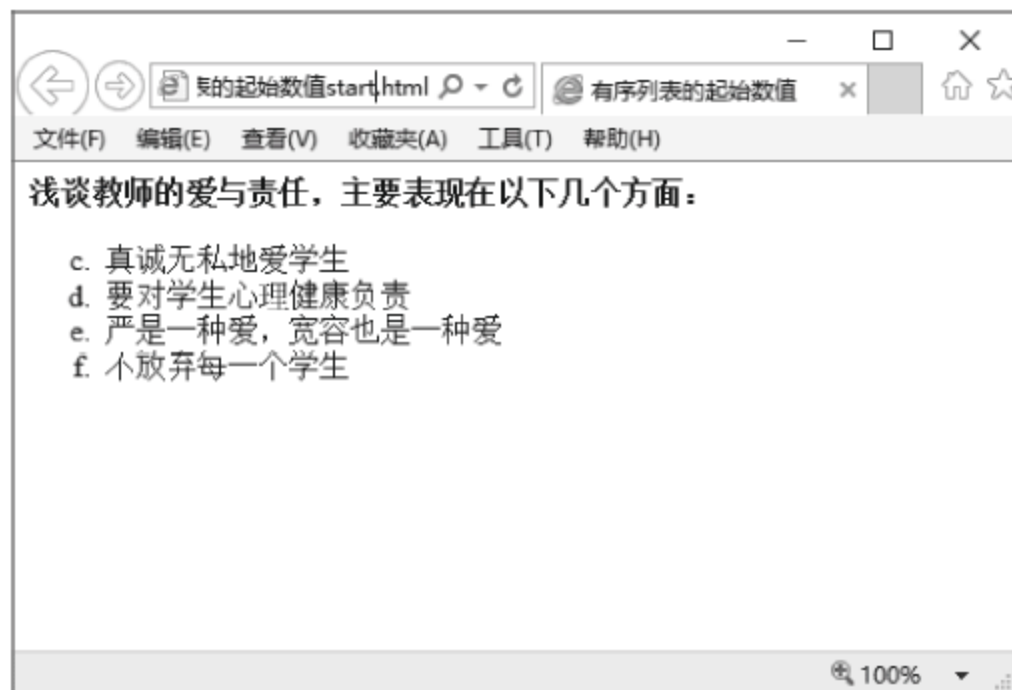 的起始数值start.html
有序列表的起始数值
文件(F) 编辑(E) 查看(V) 收藏夹(A) 工具(T) 帮助(H)
浅谈教师的爱与责任，主要表现在以下几个方面：
c. 真诚无私地爱学生
d. 要对学生心理健康负责
e. 严是一种爱，宽容也是一种爱
f. 不放弃每一个学生
100%